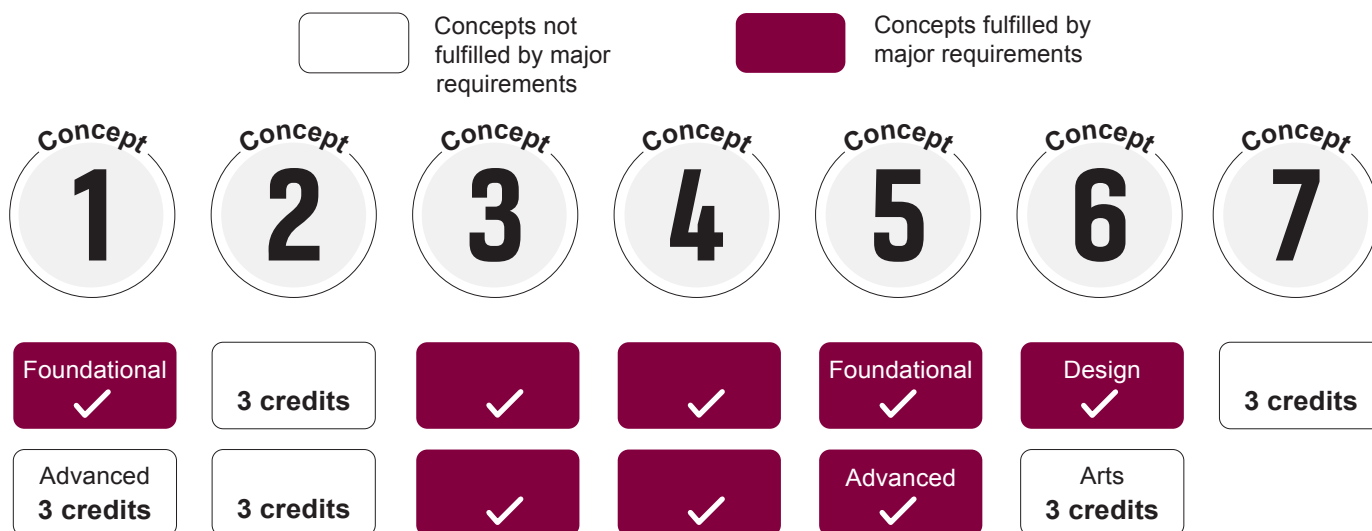 Concepts not
fulfilled by major
requirements
Concepts fulfilled by
major requirements
Concept
1
Concept
2
Concept
3
Concept
4
Concept
5
Concept
6
Concept
7
Foundational
3 credits
Foundational
Design
3 credits
Advanced
3 credits
3 credits
Advanced
Arts
3 credits